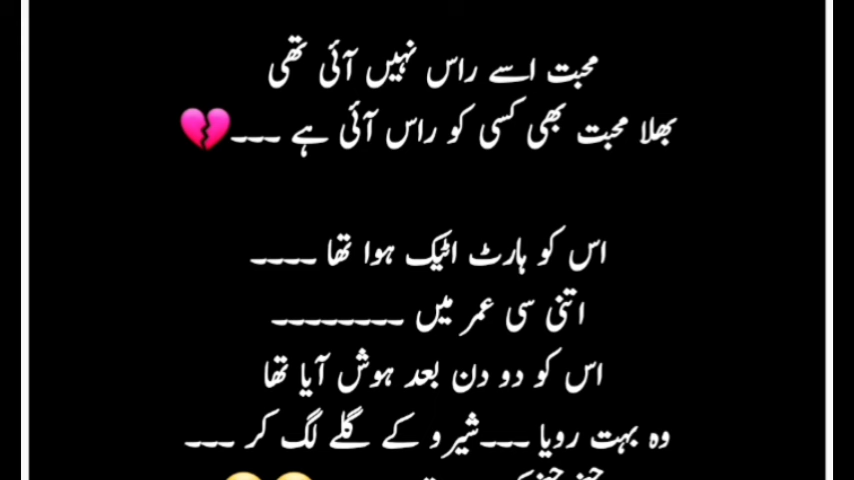 محبت اسے راس نہیں آئی تھی
بھلا محبت بھی کسی کو راس آئی ہے ۔۔۔💔
اس کو ہارٹ اٹیک ہوا تھا ۔۔۔۔
اتنی سی عمر میں ۔۔۔۔۔۔۔۔
اس کو دو دن بعد ہوش آیا تھا
وہ بہت رویا ۔۔۔شیرو کے گلے لگ کر ۔۔۔